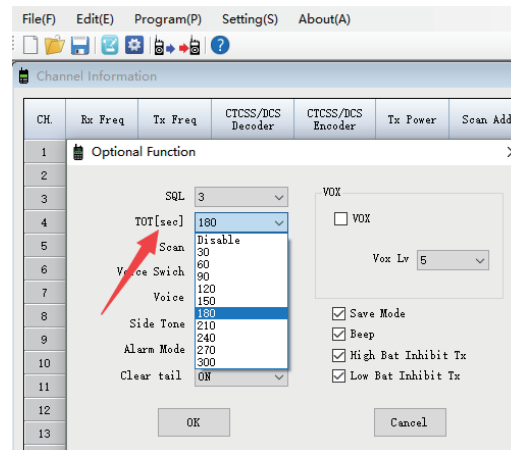 File(F) Edit(E) Program(P) Setting(S) About(A)
Channel Information
CH. Rx Freq Tx Freq CTCSS/DCS Decoder CTCSS/DCS Encoder Tx Power Scan Add
1 Optional Function
2
3 SQL 3 VOX
4 TOT[sec] 180 VOX
Disable
5 Scan 30
60 Vox Lv 5
6 Voice Swich 90
120
7 Voice 150
8 180 Save Mode
Side Tone 210
9 240 Beep
Alarm Mode 270 High Bat Inhibit Tx
10 300
Clear tail ON Low Bat Inhibit Tx
11
12 OK Cancel
13